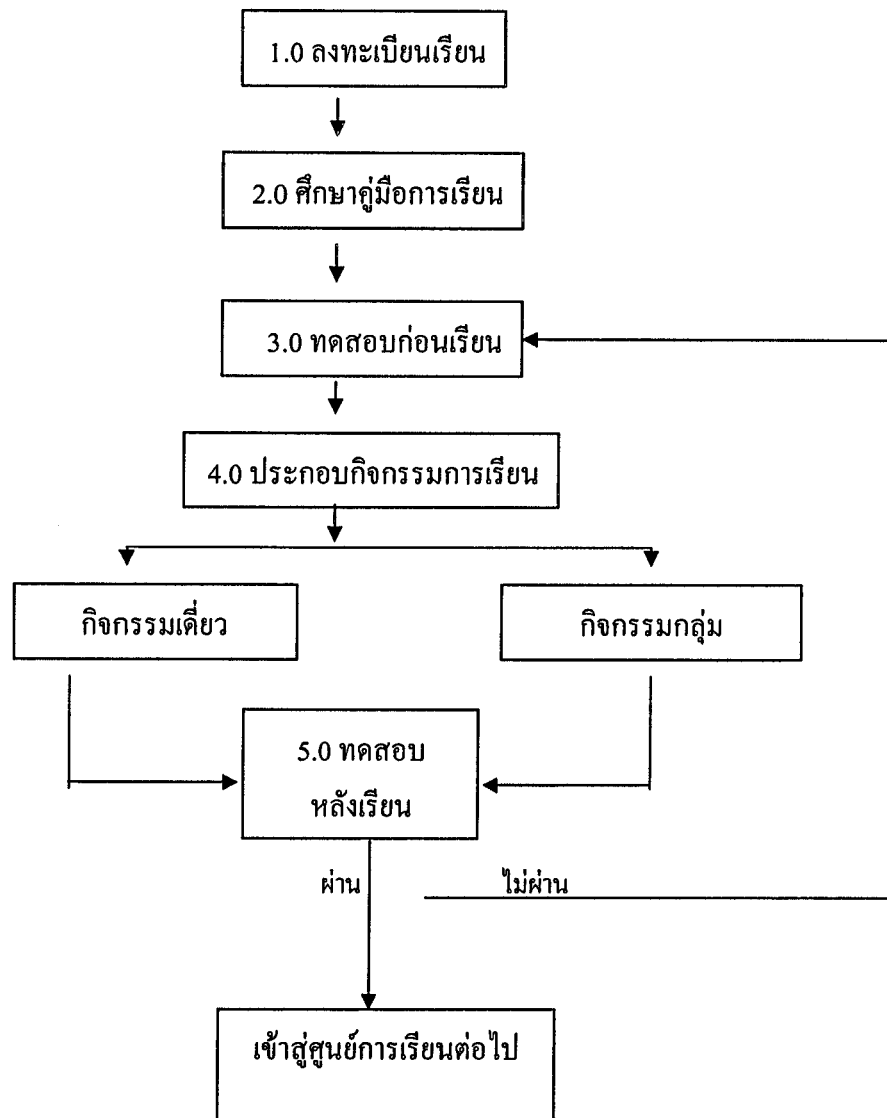 1.0 ลงทะเบียนเรียน
2.0 ศึกษาคู่มือการเรียน
3.0 ทดสอบก่อนเรียน
4.0 ประกอบกิจกรรมการเรียน
กิจกรรมเดี่ยว
กิจกรรมกลุ่ม
5.0 ทดสอบ
หลังเรียน
ผ่าน
ไม่ผ่าน
เข้าสู่ศูนย์การเรียนต่อไป